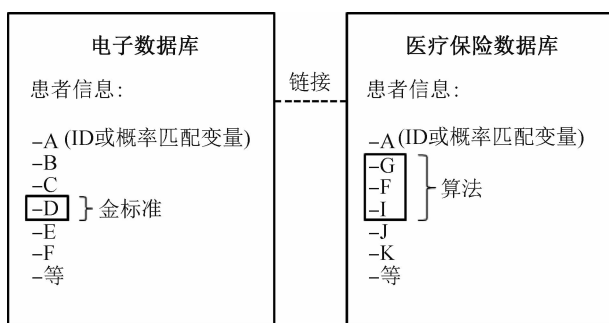 电子数据库
患者信息：
–A (ID或概率匹配变量)
–B
–C
–D 金标准
–E
–F
–等
链接
医疗保险数据库
患者信息：
–A (ID或概率匹配变量)
–G
–F 算法
–I
–J
–K
–等